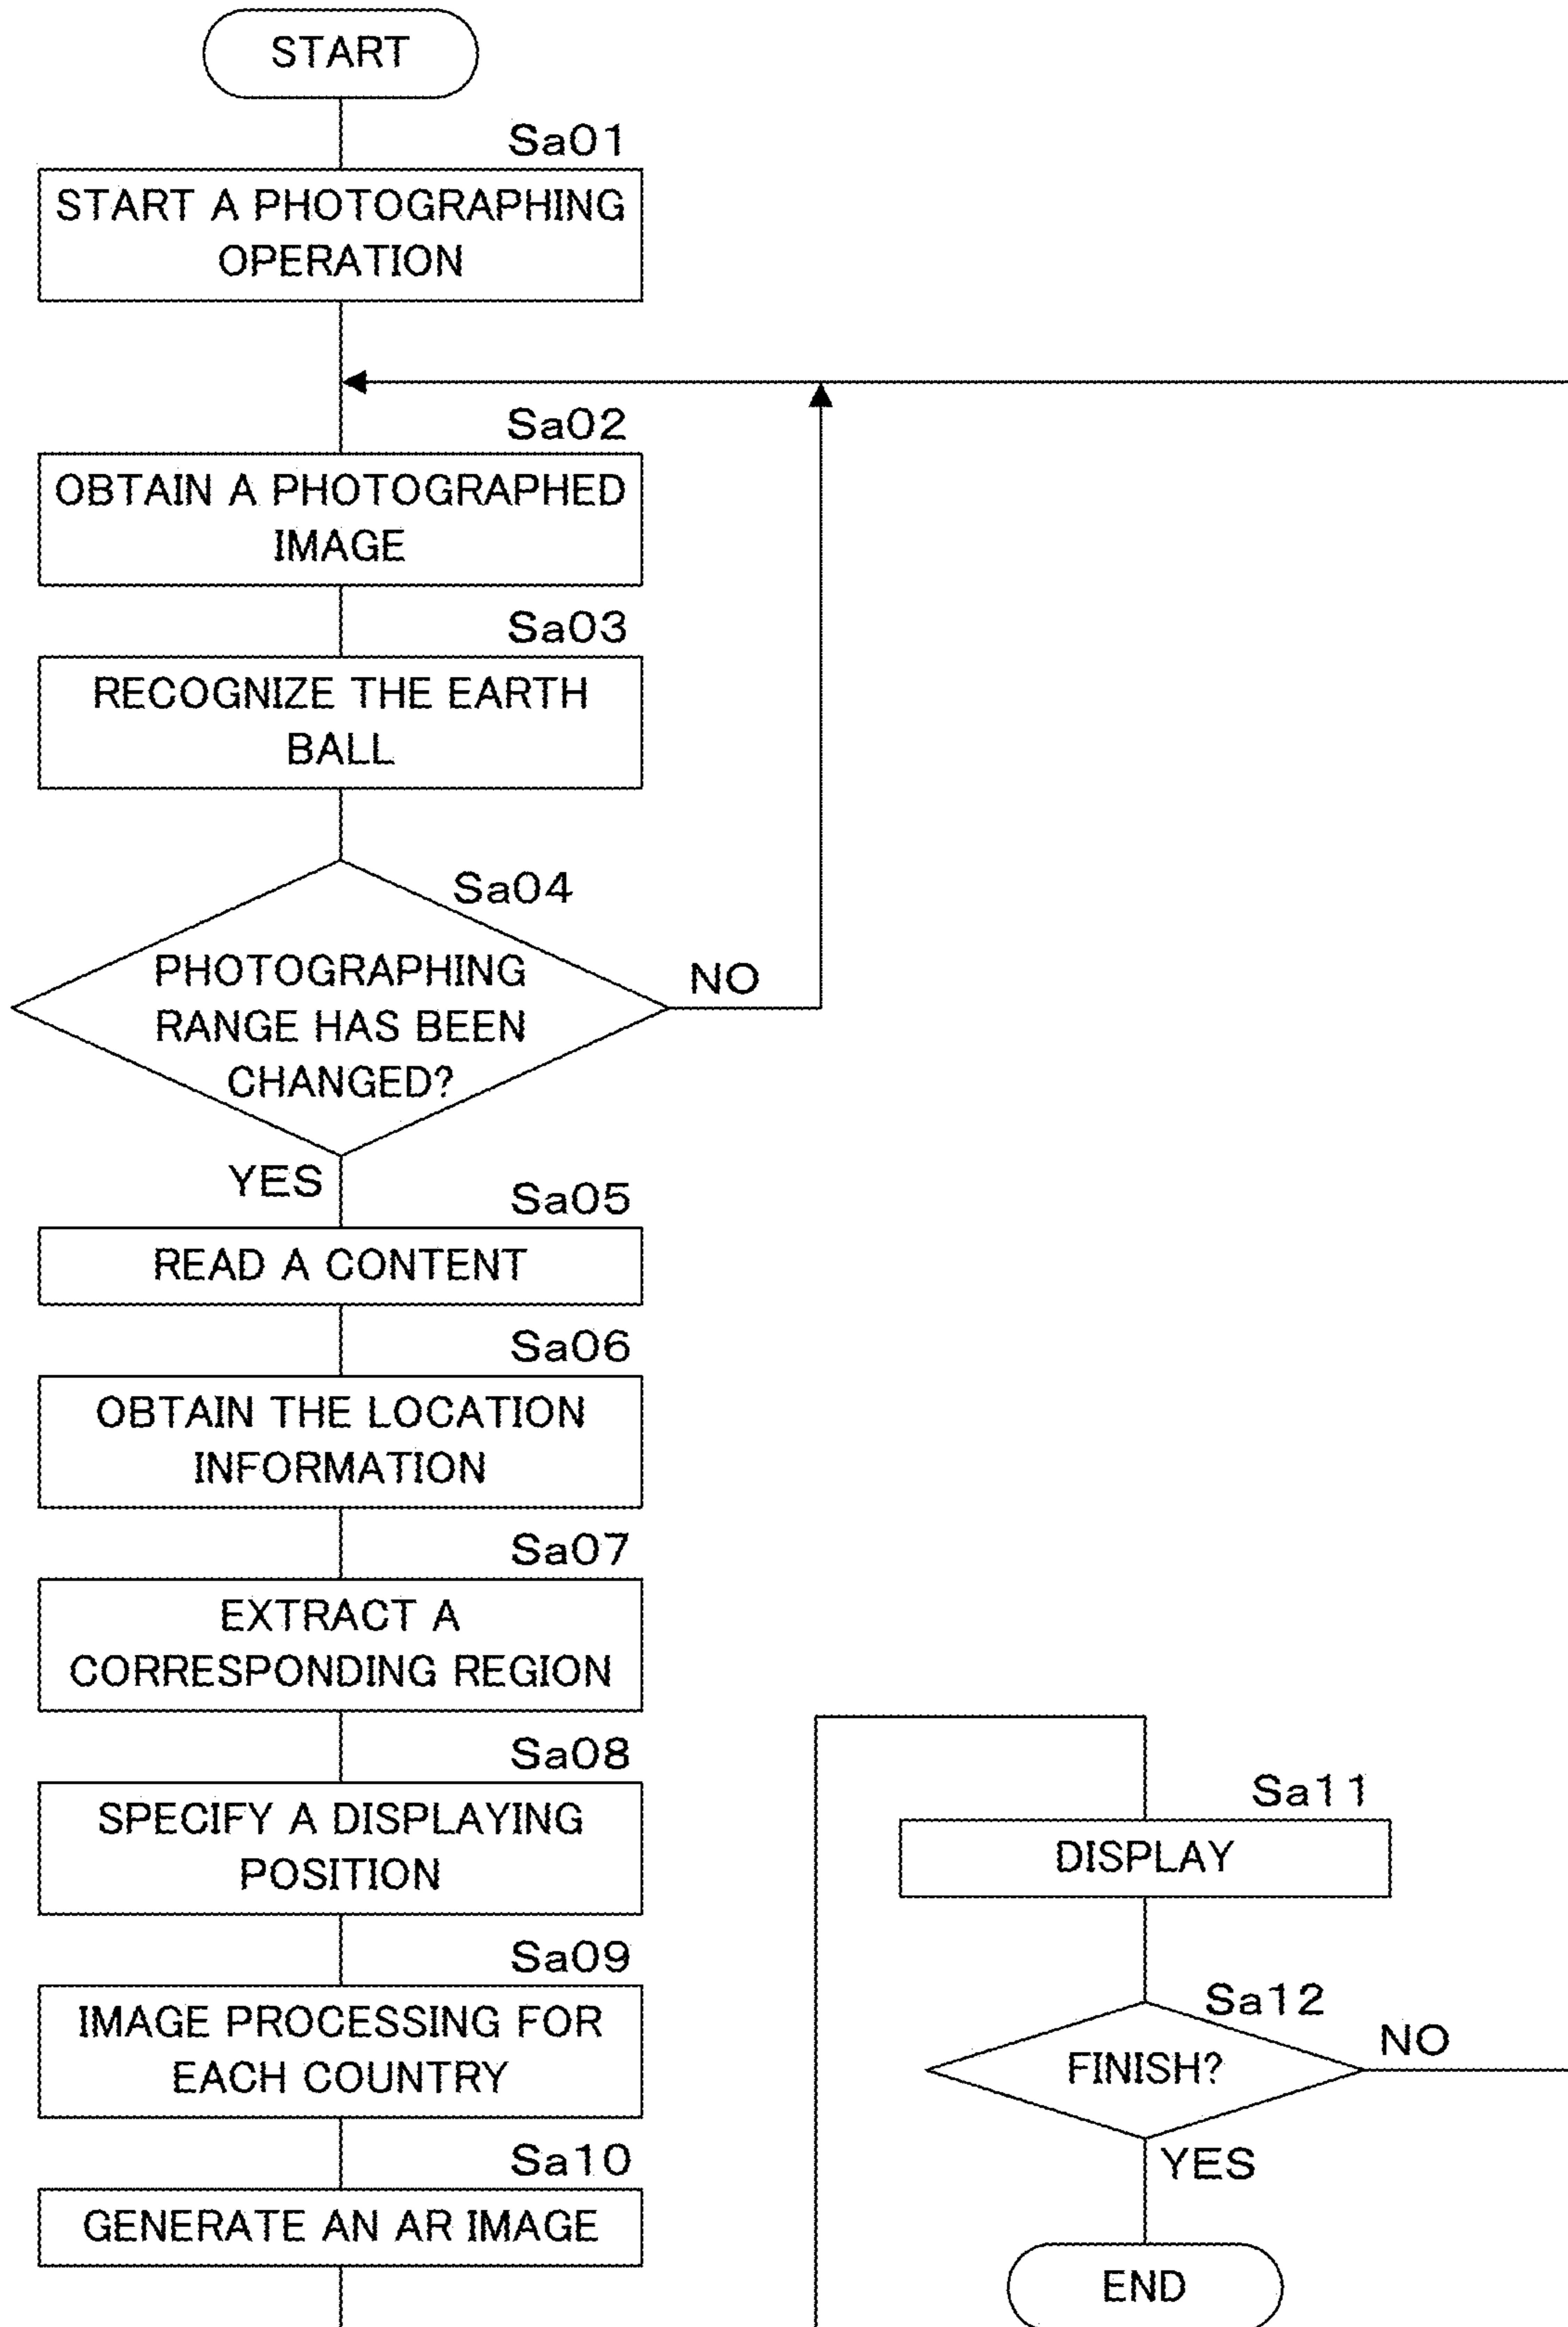 START
Sa01
START A PHOTOGRAPHING
OPERATION
Sa02
OBTAIN A PHOTOGRAPHED
IMAGE
Sa03
RECOGNIZE THE EARTH
BALL
Sa04
PHOTOGRAPHING
RANGE HAS BEEN
CHANGED?
NO
YES
Sa05
READ A CONTENT
Sa06
OBTAIN THE LOCATION
INFORMATION
Sa07
EXTRACT A
CORRESPONDING REGION
Sa08
SPECIFY A DISPLAYING
POSITION
Sa09
IMAGE PROCESSING FOR
EACH COUNTRY
Sa10
GENERATE AN AR IMAGE
Sa11
DISPLAY
Sa12
FINISH?
NO
YES
END